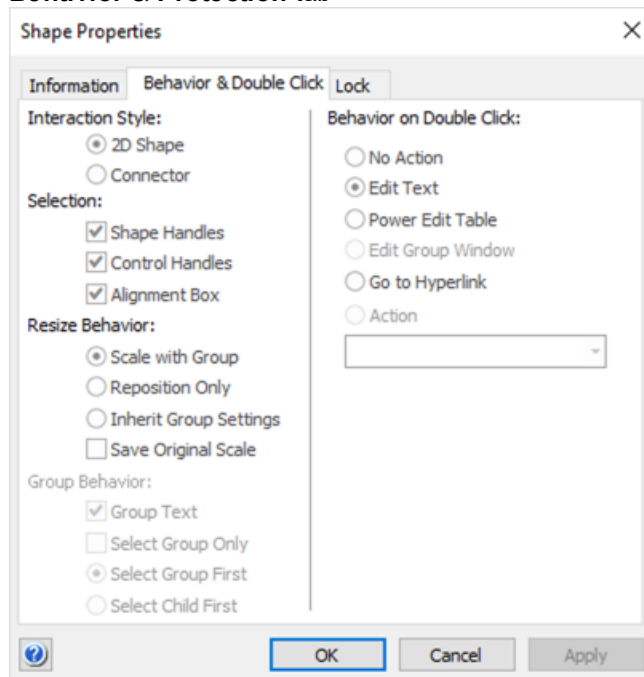 Behavior & Protection Tab
Shape Properties
Information
Behavior & Double Click
Lock
Interaction Style:
2D Shape
Connector
Selection:
Shape Handles
Control Handles
Alignment Box
Resize Behavior:
Scale with Group
Reposition Only
Inherit Group Settings
Save Original Scale
Group Behavior:
Group Text
Select Group Only
Select Group First
Select Child First
Behavior on Double Click:
No Action
Edit Text
Power Edit Table
Edit Group Window
Go to Hyperlink
Action
OK
Cancel
Apply